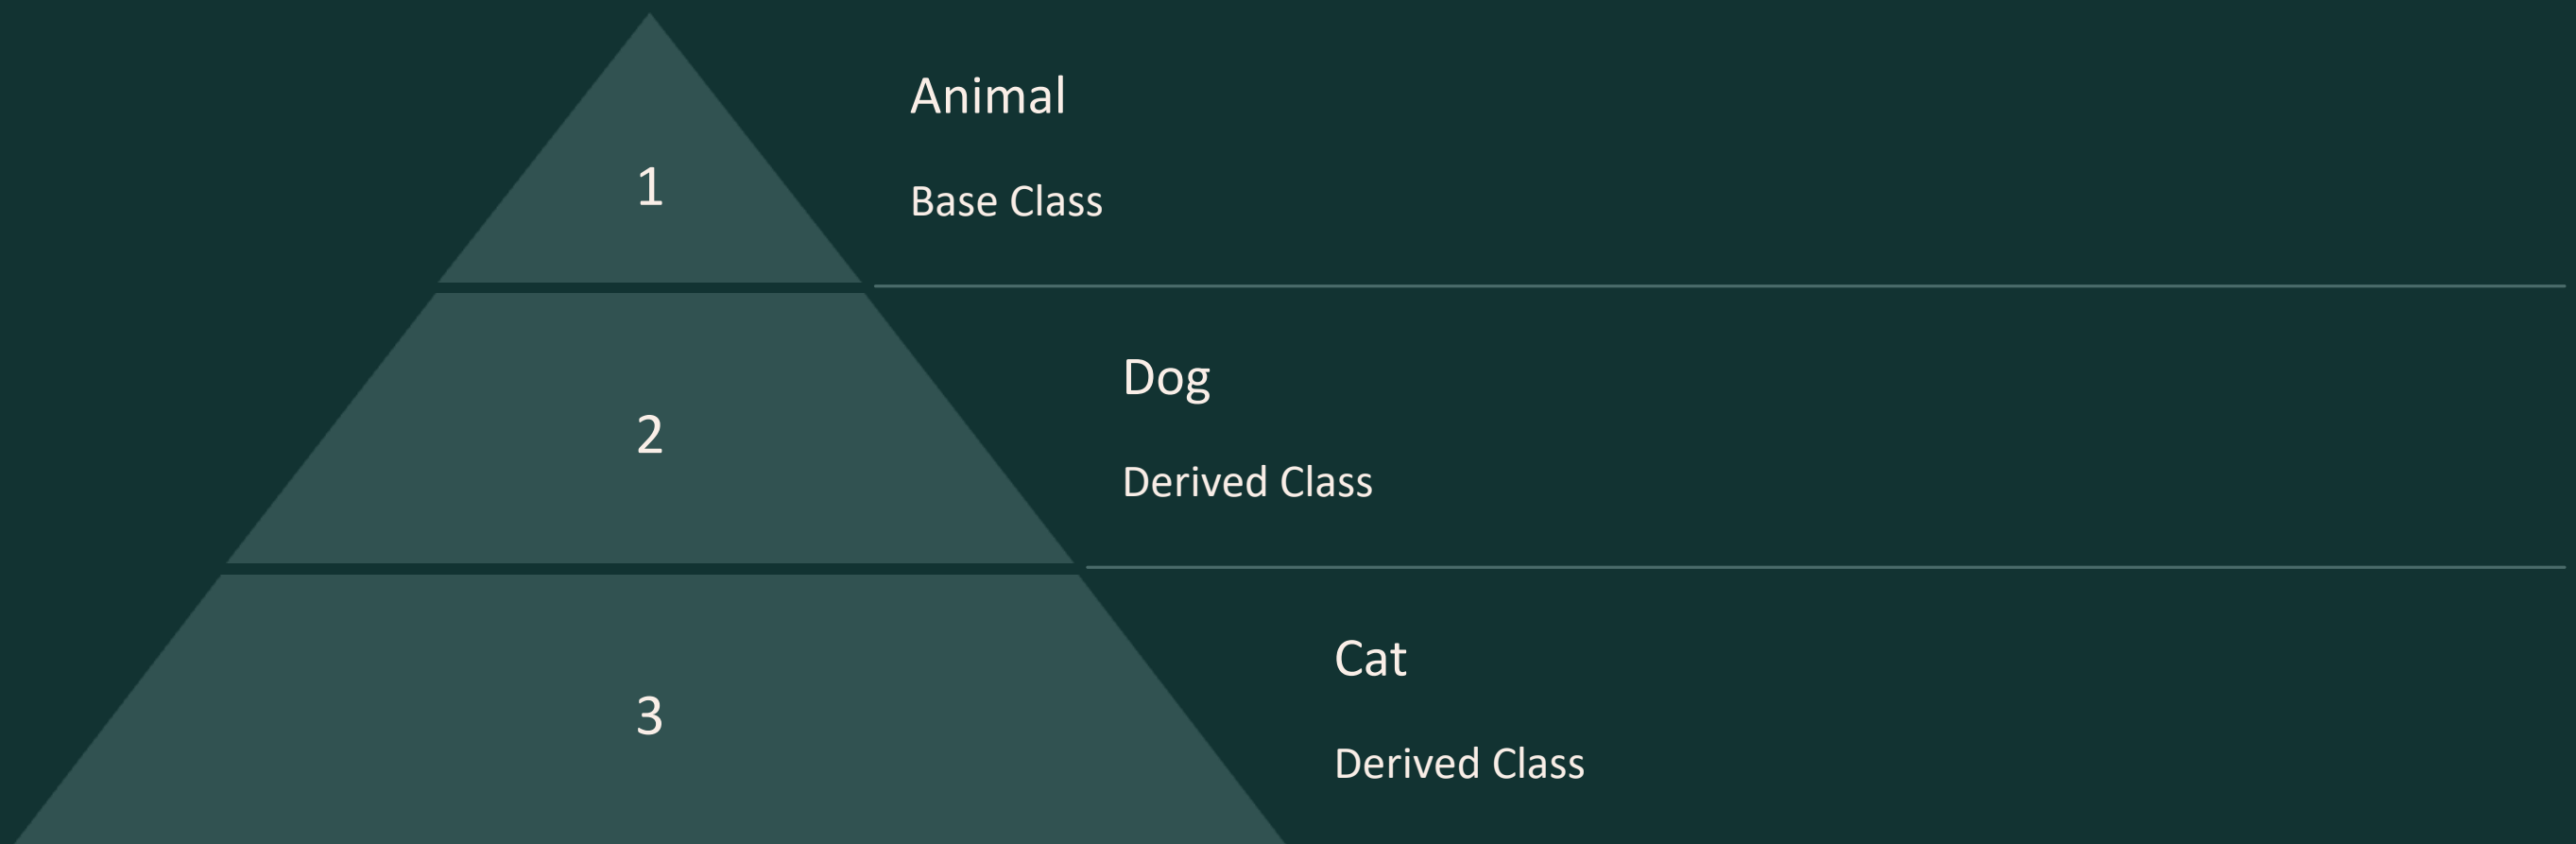 Animal
1
Base Class
Dog
2
Derived Class
Cat
3
Derived Class